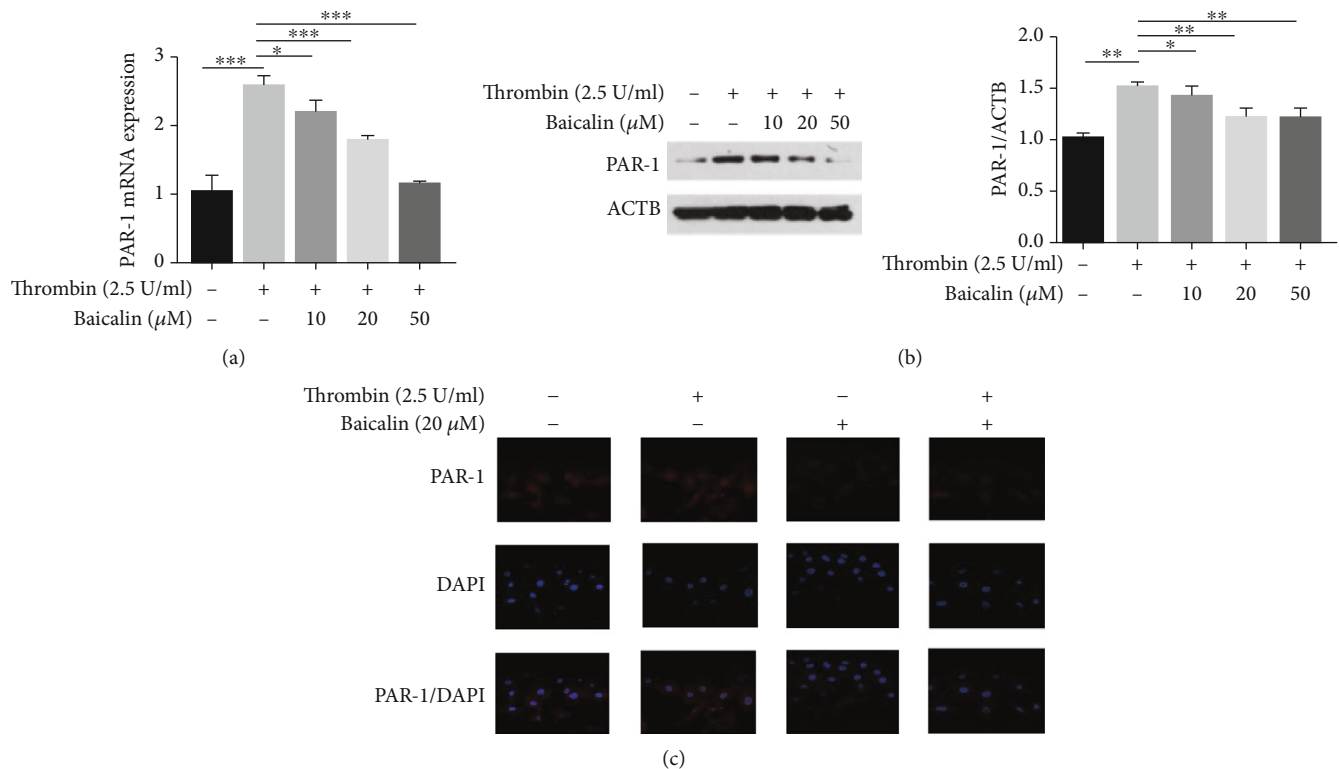 ***
***
*
***
3
2
1
0
PAR-1 mRNA expression
Thrombin (2.5 U/ml) – + + + +
Baicalin (μM) – – 10 20 50
(a)
Thrombin (2.5 U/ml) – + + + +
Baicalin (μM) – – 10 20 50
PAR-1
ACTB
**
**
*
**
2.0
1.5
1.0
0.5
0.0
PAR-1/ACTB
Thrombin (2.5 U/ml) – + + + +
Baicalin (μM) – – 10 20 50
(b)
Thrombin (2.5 U/ml) – + – +
Baicalin (20 μM) – – + +
PAR-1
DAPI
PAR-1/DAPI
(c)